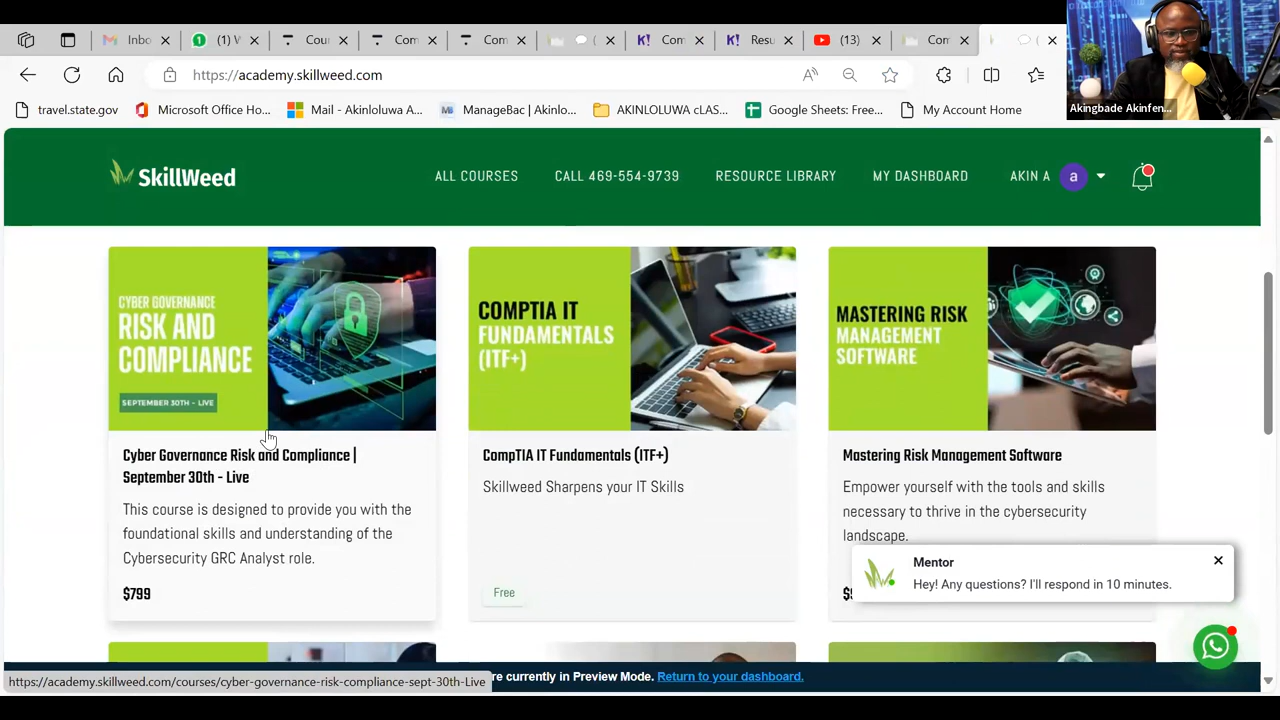 Inbo
(1) W
Cou
Com
Com
(
Com
Resu
(13)
Com
https://academy.skillweed.com
Akingbade Akinfen...
travel.state.gov
Microsoft Office Ho...
Mail - Akinloluwa A...
MB
ManageBac | Akinlo...
AKINLOLUWA cLAS...
Google Sheets: Free...
My Account Home
SkillWeed
ALL COURSES
CALL 469-554-9739
RESOURCE LIBRARY
MY DASHBOARD
AKIN A
a
CYBER GOVERNANCE
RISK AND
COMPLIANCE
SEPTEMBER 30TH - LIVE
COMPTIA IT
FUNDAMENTALS
(ITF+)
MASTERING RISK
MANAGEMENT
SOFTWARE
Cyber Governance Risk and Compliance |
September 30th - Live
This course is designed to provide you with the
foundational skills and understanding of the
Cybersecurity GRC Analyst role.
$799
CompTIA IT Fundamentals (ITF+)
Skillweed Sharpens your IT Skills
Free
Mastering Risk Management Software
Empower yourself with the tools and skills
necessary to thrive in the cybersecurity
landscape.
Mentor
Hey! Any questions? I'll respond in 10 minutes.
re currently in Preview Mode. Return to your dashboard.
https://academy.skillweed.com/courses/cyber-governance-risk-compliance-sept-30th-Live